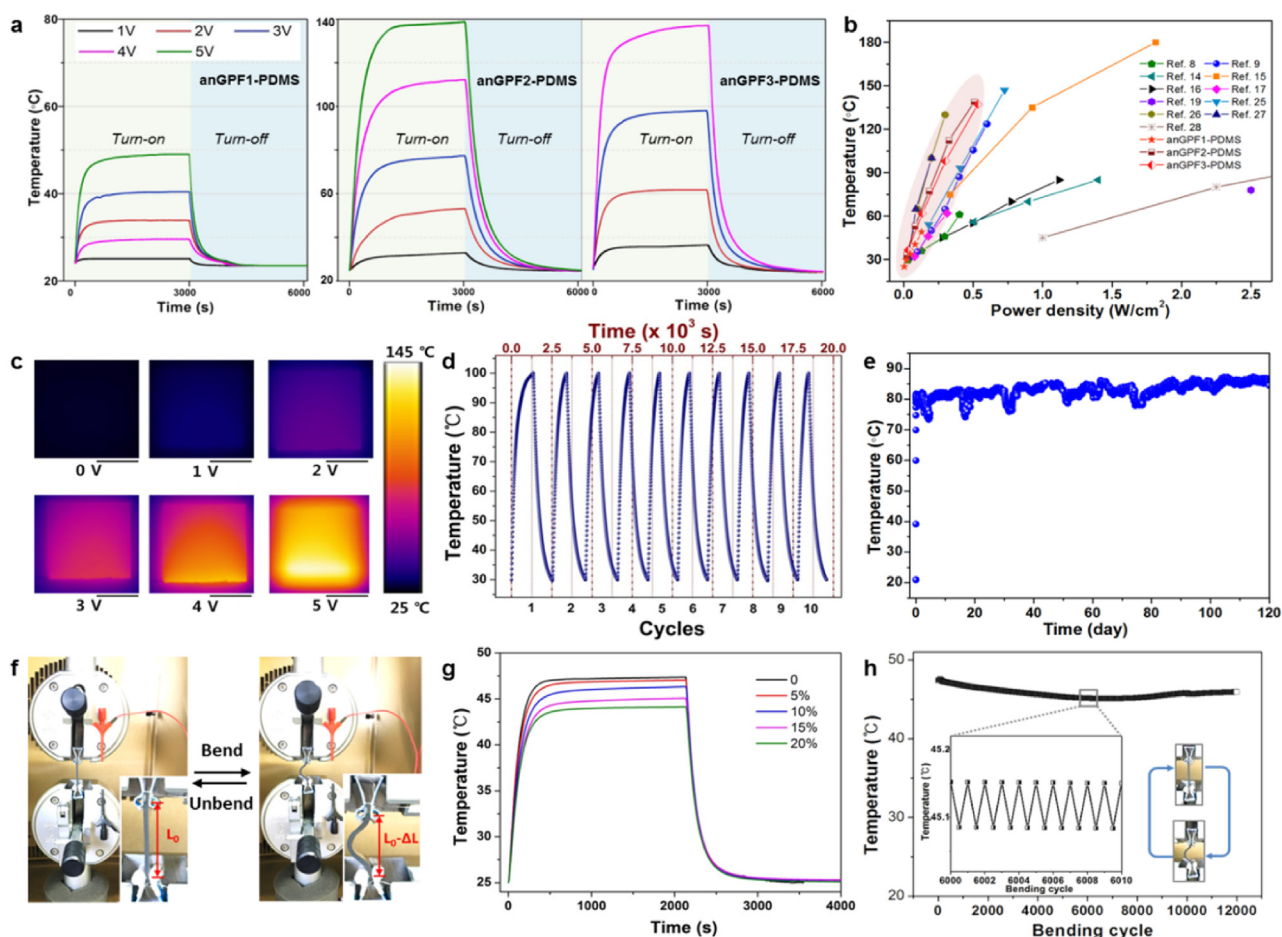 a
80
60
40
20
Temperature (°C)
1V 2V 3V
4V 5V
anGPF1-PDMS
Turn-on Turn-off
0 3000 6000
Time (s)
140
100
60
20
anGPF2-PDMS
Turn-on Turn-off
0 3000 6000
Time (s)
anGPF3-PDMS
Turn-on Turn-off
0 3000 6000
Time (s)
b
180
150
120
90
60
30
Temperature (°C)
Ref. 8 Ref. 9
Ref. 14 Ref. 15
Ref. 16 Ref. 17
Ref. 19 Ref. 25
Ref. 26 Ref. 27
Ref. 28
anGPF1-PDMS
anGPF2-PDMS
anGPF3-PDMS
0.0 0.5 1.0 1.5 2.0 2.5
Power density (W/cm²)
c
0 V 1 V 2 V
3 V 4 V 5 V
145 ℃
25 ℃
Time (x 10³ s)
d
0.0 2.5 5.0 7.5 10.0 12.5 15.0 17.5 20.0
100
90
80
70
60
50
40
30
Temperature (℃)
1 2 3 4 5 6 7 8 9 10
Cycles
e
90
80
70
60
50
40
30
20
Temperature (°C)
0 20 40 60 80 100 120
Time (day)
f
Bend
Unbend
L₀
L₀-ΔL
g
50
45
40
35
30
25
Temperature (℃)
0
5%
10%
15%
20%
0 1000 2000 3000 4000
Time (s)
h
50
40
30
20
Temperature (℃)
45.2
45.1
Temperature (℃)
6000 6002 6004 6006 6008 6010
Bending cycle
0 2000 4000 6000 8000 10000 12000
Bending cycle